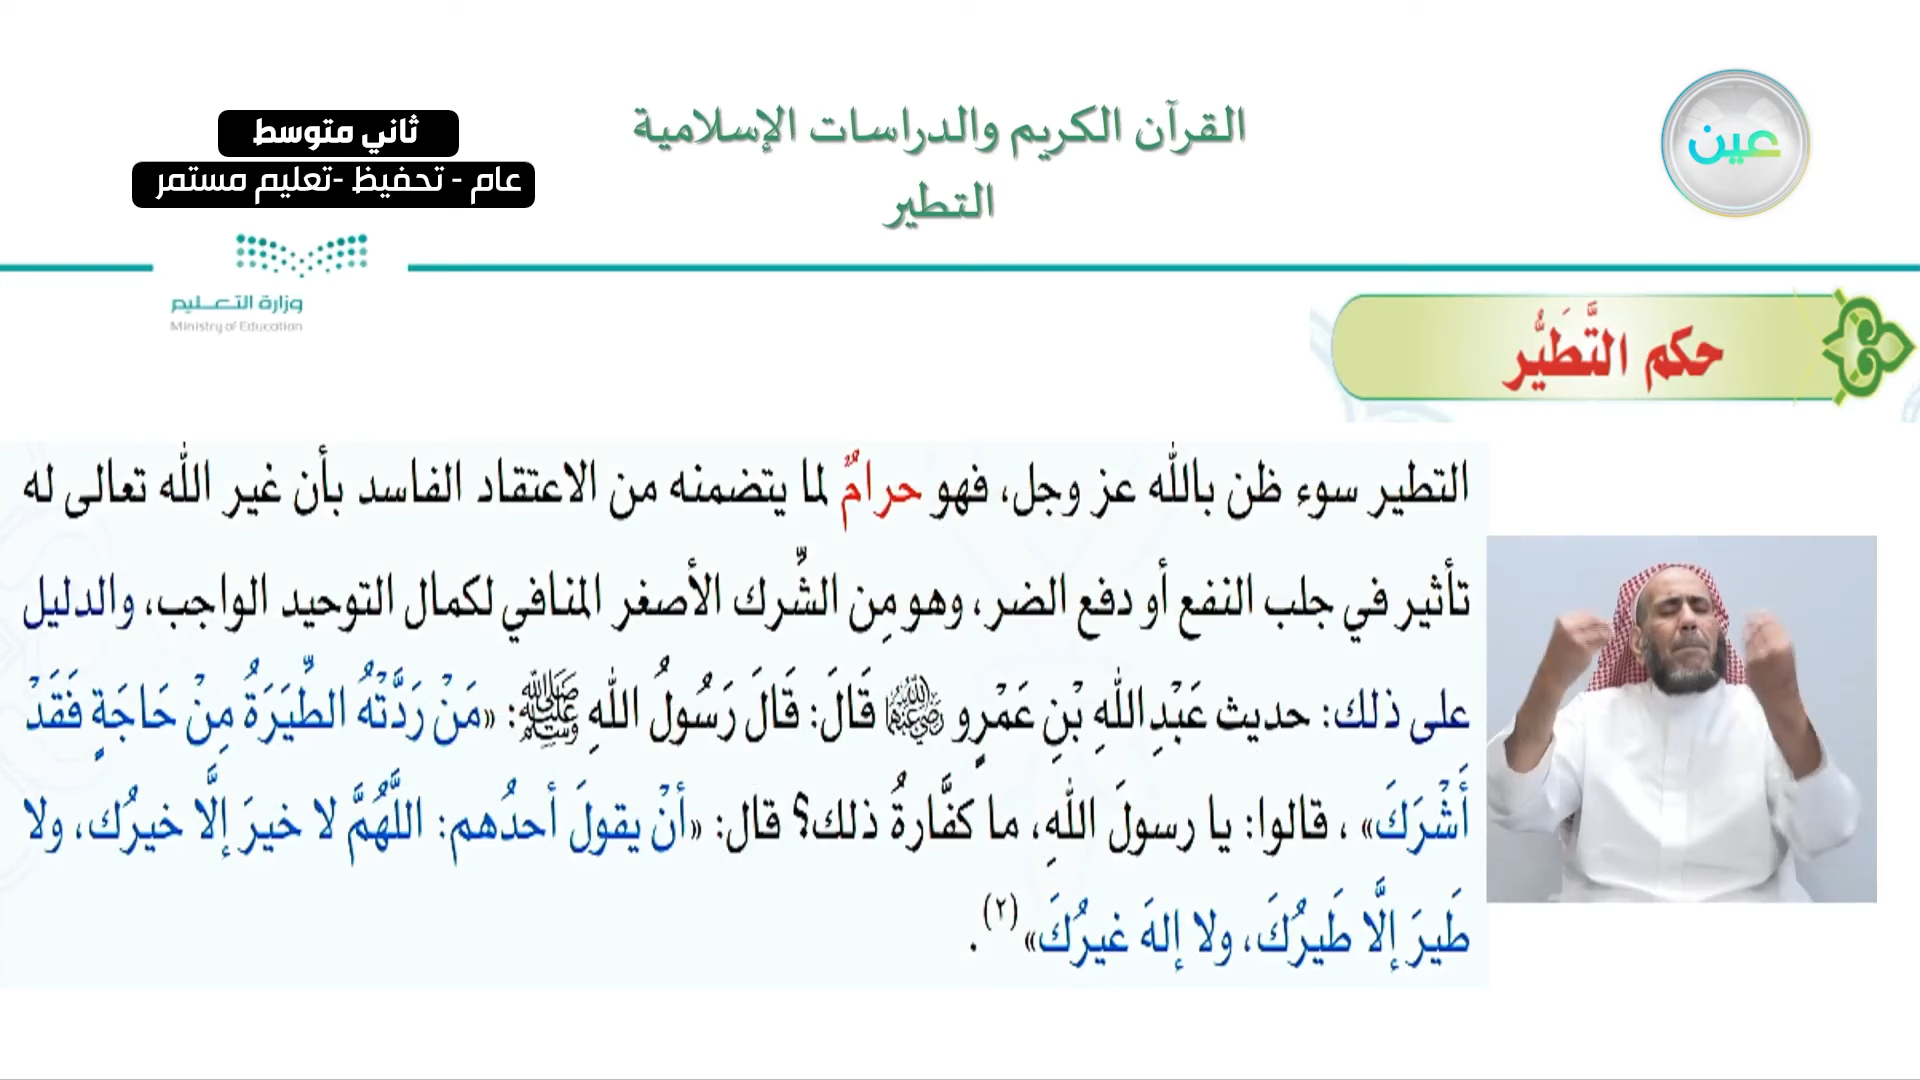 عين
القرآن الكريم والدراسات الإسلامية
التطير
ثاني متوسط
عام - تحفيظ -تعليم مستمر
وزارة التعليم
Ministry of Education
حكم التَّطَيُّر
التطير سوء ظن بالله عز وجل، فهو حرامٌ لما يتضمنه من الاعتقاد الفاسد بأن غير الله تعالى له
تأثير في جلب النفع أو دفع الضر، وهو مِن الشِّرك الأصغر المنافي لكمال التوحيد الواجب، والدليل
على ذلك: حديث عَبْدِ اللهِ بْنِ عَمْرٍو رضي الله عنهما قَالَ: قَالَ رَسُولُ اللهِ ﷺ: «مَنْ رَدَّتْهُ الطِّيَرَةُ مِنْ حَاجَةٍ فَقَدْ
أَشْرَكَ» ، قالوا: يا رسولَ اللهِ، ما كفَّارةُ ذلك؟ قال: «أنْ يقولَ أحدُهم: اللَّهُمَّ لا خيرَ إلَّا خيرُك، ولا
طَيرَ إلَّا طَيرُكَ، ولا إلهَ غيرُكَ»(٢) .